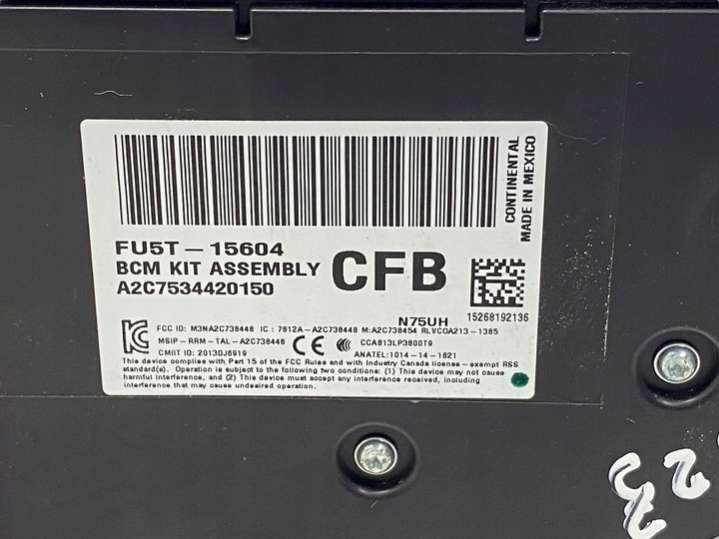 CONTINENTAL
MADE IN MEXICO
FU5T – 15604
BCM KIT ASSEMBLY
CFB
A2C7534420150
N75UH
15268192136
FCC ID: M3NA2C738448 IC : 7812A-A2C738448 M:A2C738454 RLVCOA213-1385
MSIP-RRM-TAL-A2C738448 CE CCAB13LP3800T9
CMIIT ID: 2013DJ6919 ANATEL:1014-14-1821
This device complies with Part 15 of the FCC Rules and with Industry Canada license – exempt RSS
standard(s). Operation is subject to the following two conditions: (1) This device may not cause
harmful interference, and (2) This device must accept any interference received, including
interference that may cause undesired operation.